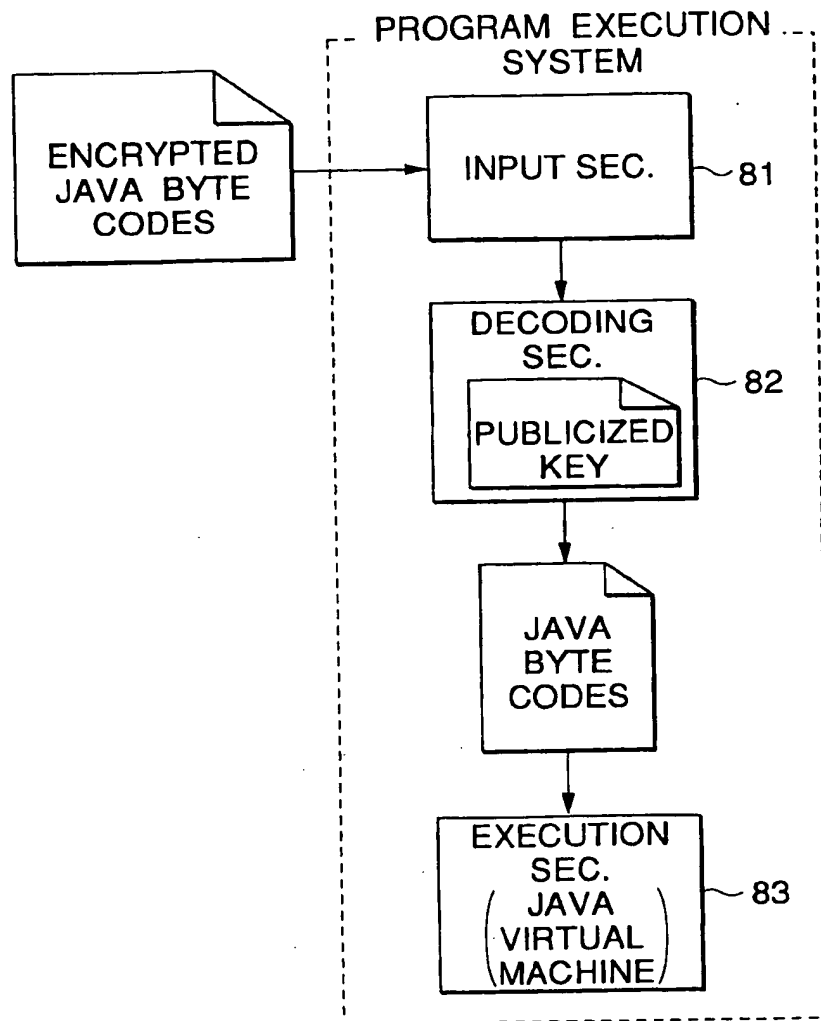 PROGRAM EXECUTION
SYSTEM
ENCRYPTED
JAVA BYTE
CODES
INPUT SEC.
81
DECODING
SEC.
82
PUBLICIZED
KEY
JAVA
BYTE
CODES
EXECUTION
SEC.
(JAVA
VIRTUAL
MACHINE)
83